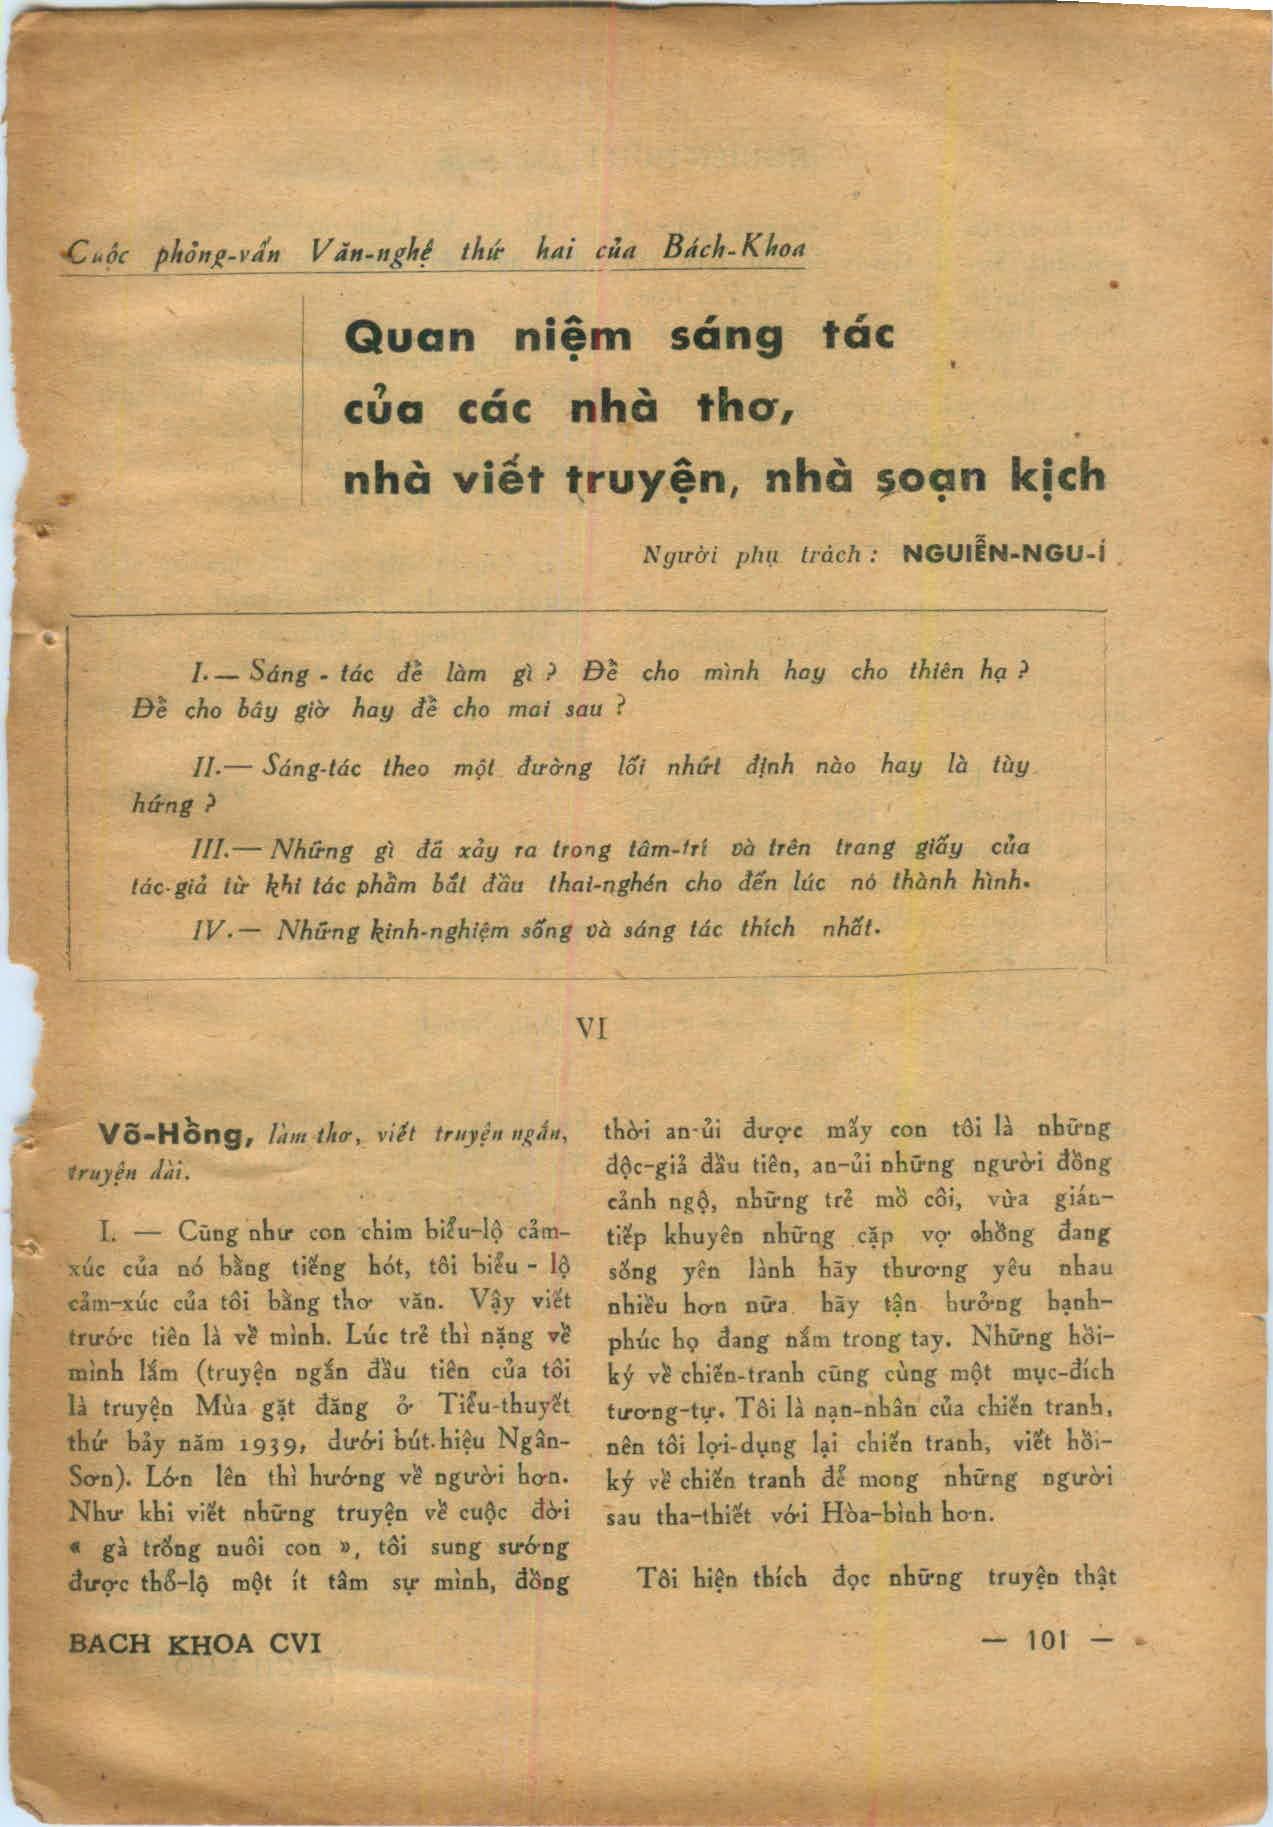 Cuộc phỏng-vấn Văn-nghệ thứ hai của Bách-Khoa
Quan niệm sáng tác
của các nhà thơ,
nhà viết truyện, nhà soạn kịch
Người phụ trách : NGUIỄN-NGU-Í
I.— Sáng - tác để làm gì ? Để cho mình hay cho thiên hạ ?
Để cho bây giờ hay để cho mai sau ?
II.— Sáng-tác theo một đường lối nhứt định nào hay là tùy
hứng ?
III.— Những gì đã xảy ra trong tâm-trí và trên trang giấy của
tác-giả từ khi tác phẩm bắt đầu thai-nghén cho đến lúc nó thành hình.
IV.— Những kinh-nghiệm sống và sáng tác thích nhất.
VI
Võ-Hồng, làm thơ, viết truyện ngắn,
truyện dài.
I. — Cũng như con chim biểu-lộ cảm-
xúc của nó bằng tiếng hót, tôi biểu - lộ
cảm-xúc của tôi bằng thơ văn. Vậy viết
trước tiên là về mình. Lúc trẻ thì nặng về
mình lắm (truyện ngắn đầu tiên của tôi
là truyện Mùa gặt đăng ở Tiểu-thuyết
thứ bảy năm 1939, dưới bút-hiệu Ngân-
Sơn). Lớn lên thì hướng về người hơn.
Như khi viết những truyện về cuộc đời
« gà trống nuôi con », tôi sung sướng
được thổ-lộ một ít tâm sự mình, đồng
thời an-ủi được mấy con tôi là những
độc-giả đầu tiên, an-ủi những người đồng
cảnh ngộ, những trẻ mồ côi, vừa gián-
tiếp khuyên những cặp vợ chồng đang
sống yên lành hãy thương yêu nhau
nhiều hơn nữa, hãy tận hưởng hạnh-
phúc họ đang nắm trong tay. Những hồi-
ký về chiến-tranh cũng cùng một mục-đích
tương-tự. Tôi là nạn-nhân của chiến tranh,
nên tôi lợi-dụng lại chiến tranh, viết hồi-
ký về chiến tranh để mong những người
sau tha-thiết với Hòa-bình hơn.
Tôi hiện thích đọc những truyện thật
BACH KHOA CVI
— 101 —